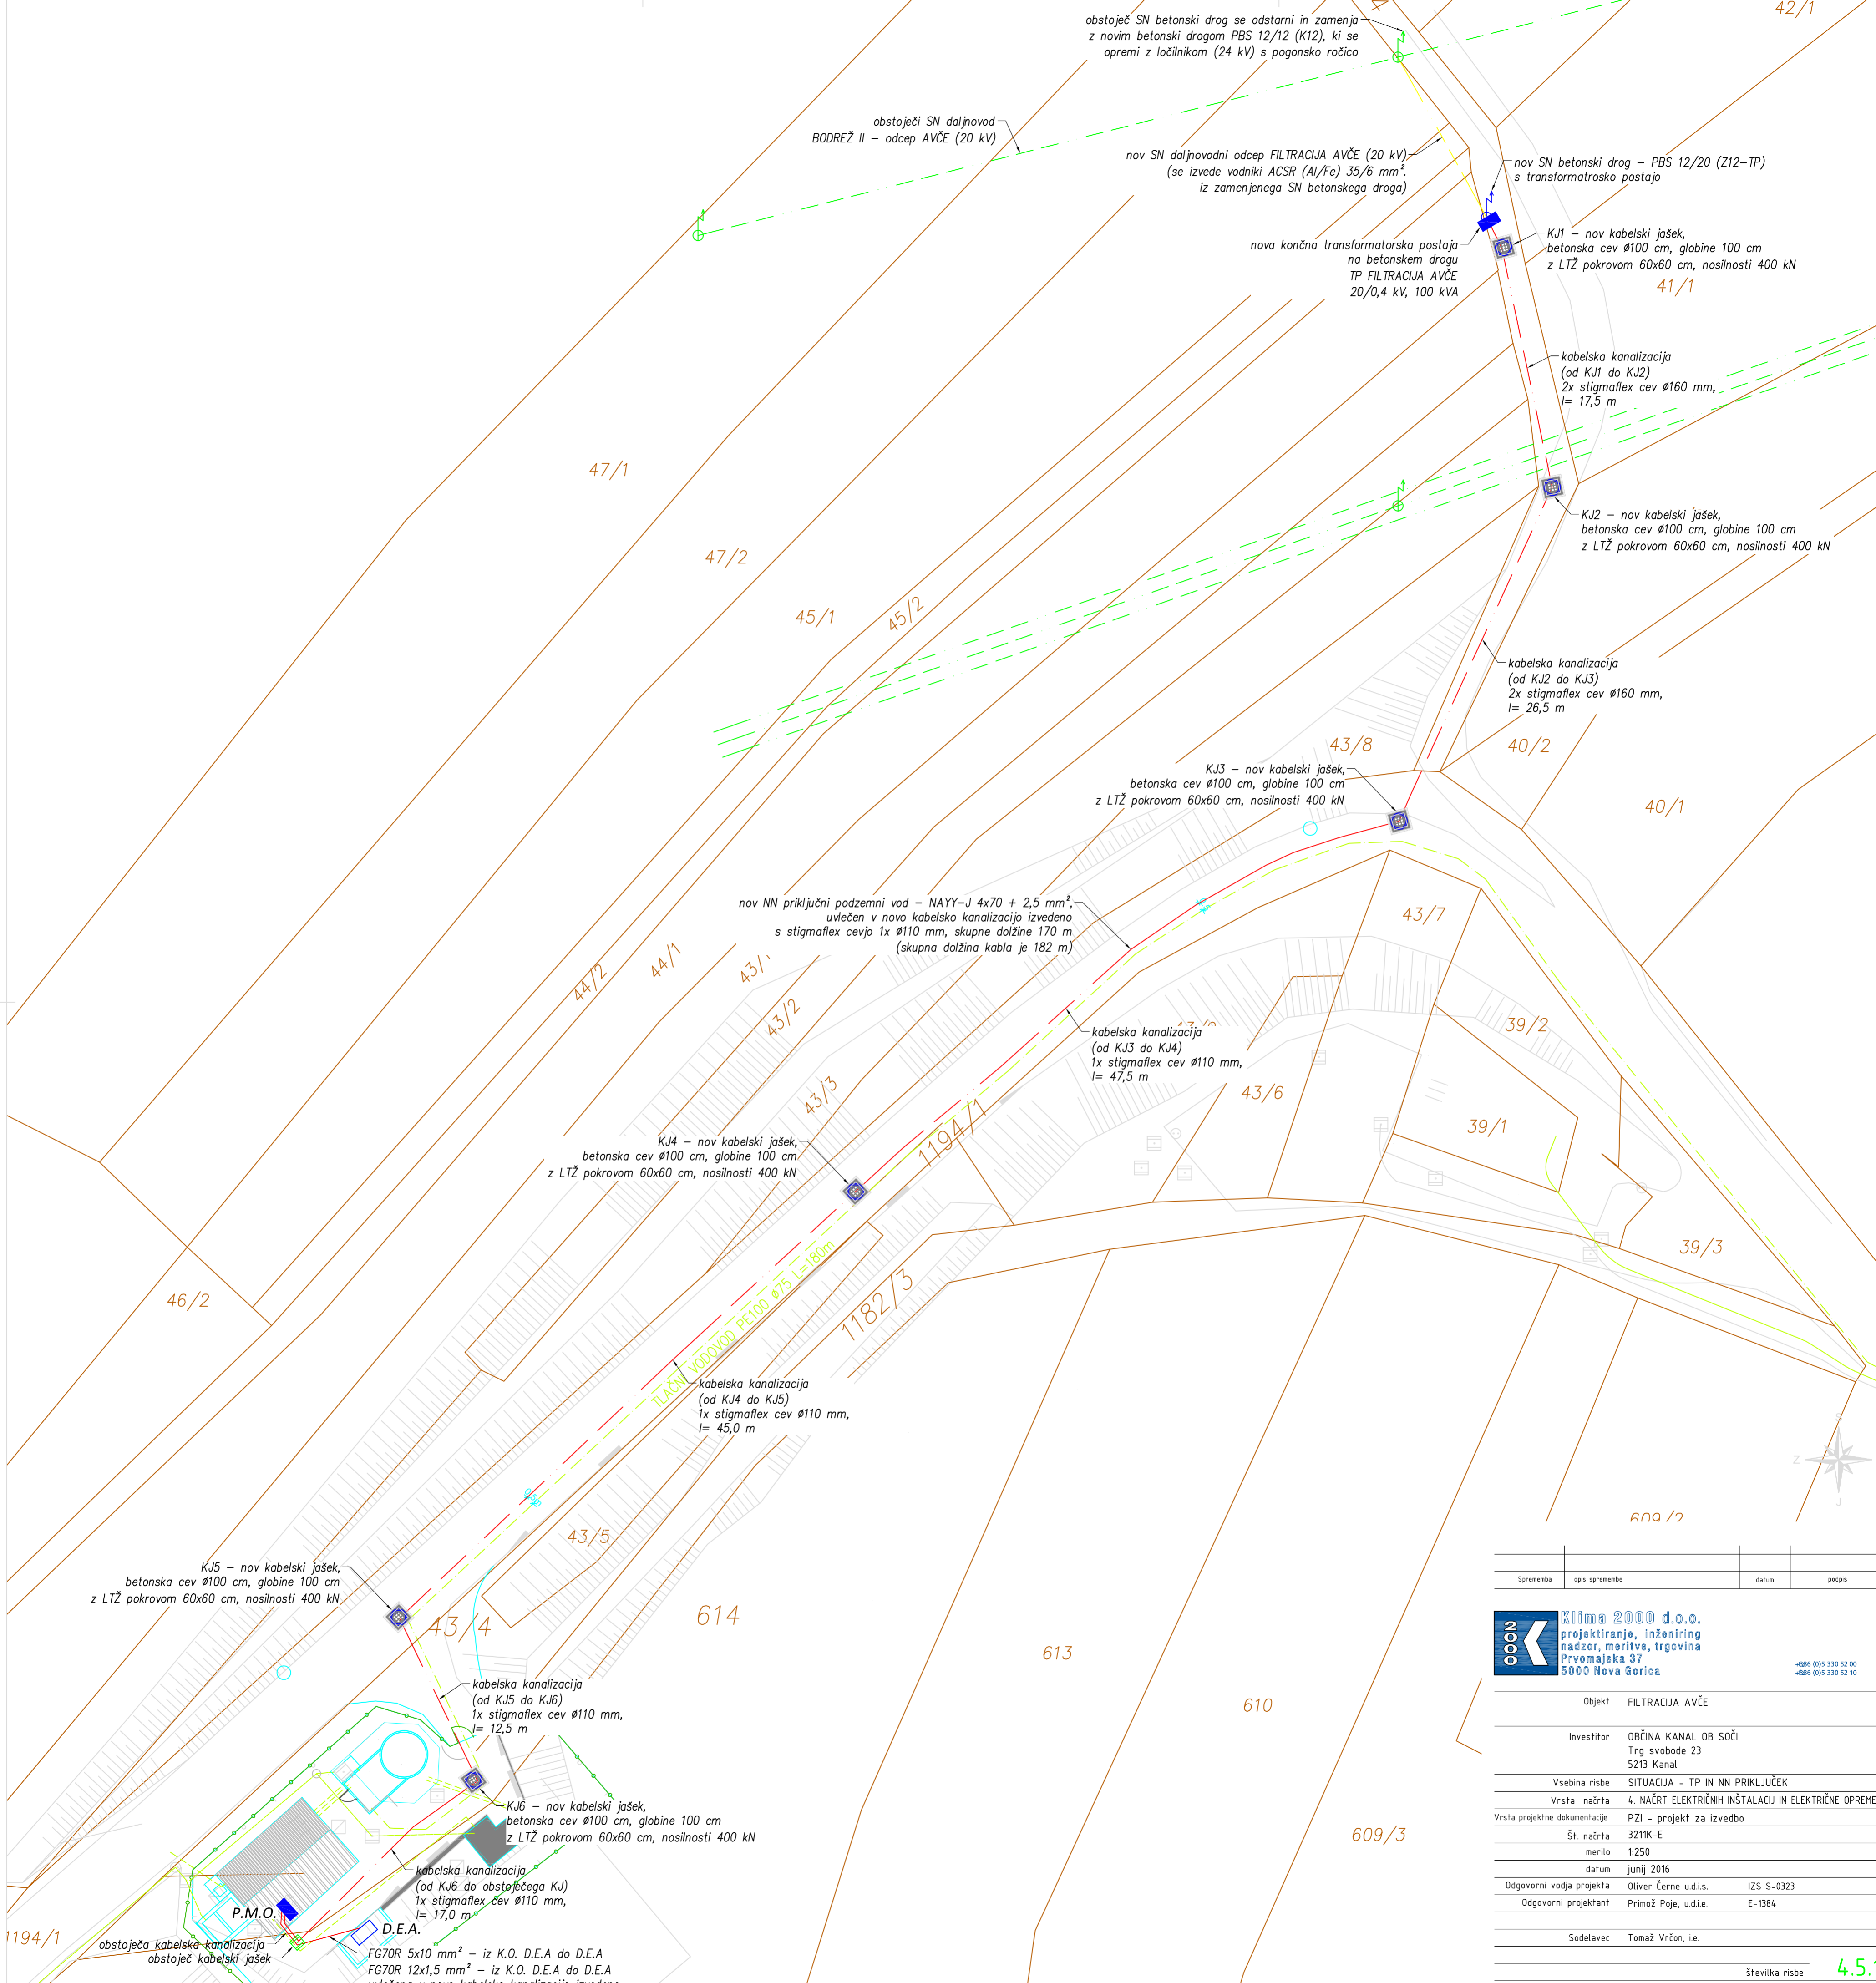 42/1
obstoječ SN betonski drog se odstarni in zamenja
z novim betonski drogom PBS 12/12 (K12), ki se
opremi z ločilnikom (24 kV) s pogonsko ročico
obstoječi SN daljnovod
BODREŽ II – odcep AVČE (20 kV)
nov SN daljnovodni odcep FILTRACIJA AVČE (20 kV)
(se izvede vodniki ACSR (Al/Fe) 35/6 mm².
iz zamenjenega SN betonskega droga)
nov SN betonski drog – PBS 12/20 (Z12-TP)
s transformatrosko postajo
nova končna transformatorska postaja
na betonskem drogu
TP FILTRACIJA AVČE
20/0,4 kV, 100 kVA
KJ1 – nov kabelski jašek,
betonska cev Ø100 cm, globine 100 cm
z LTŽ pokrovom 60x60 cm, nosilnosti 400 kN
41/1
kabelska kanalizacija
(od KJ1 do KJ2)
2x stigmaflex cev Ø160 mm,
l= 17,5 m
47/1
KJ2 – nov kabelski jašek,
betonska cev Ø100 cm, globine 100 cm
z LTŽ pokrovom 60x60 cm, nosilnosti 400 kN
47/2
45/1
45/2
kabelska kanalizacija
(od KJ2 do KJ3)
2x stigmaflex cev Ø160 mm,
l= 26,5 m
43/8
40/2
KJ3 – nov kabelski jašek,
betonska cev Ø100 cm, globine 100 cm
z LTŽ pokrovom 60x60 cm, nosilnosti 400 kN
40/1
nov NN priključni podzemni vod – NAYY-J 4x70 + 2,5 mm²,
uvlečen v novo kabelsko kanalizacijo izvedeno
s stigmaflex cevjo 1x Ø110 mm, skupne dolžine 170 m
(skupna dolžina kabla je 182 m)
43/7
44/2
44/1
43/2
39/2
kabelska kanalizacija
(od KJ3 do KJ4)
1x stigmaflex cev Ø110 mm,
l= 47,5 m
43/3
43/6
1194/1
39/1
KJ4 – nov kabelski jašek,
betonska cev Ø100 cm, globine 100 cm
z LTŽ pokrovom 60x60 cm, nosilnosti 400 kN
39/3
46/2
1182/3
TLAČNI VODOVOD PE100 Ø75 L=180m
kabelska kanalizacija
(od KJ4 do KJ5)
1x stigmaflex cev Ø110 mm,
l= 45,0 m
Z
J
43/5
609/2
KJ5 – nov kabelski jašek,
betonska cev Ø100 cm, globine 100 cm
z LTŽ pokrovom 60x60 cm, nosilnosti 400 kN
43/4
614
613
610
609/3
kabelska kanalizacija
(od KJ5 do KJ6)
1x stigmaflex cev Ø110 mm,
l= 12,5 m
KJ6 – nov kabelski jašek,
betonska cev Ø100 cm, globine 100 cm
z LTŽ pokrovom 60x60 cm, nosilnosti 400 kN
kabelska kanalizacija
(od KJ6 do obstoječega KJ)
1x stigmaflex cev Ø110 mm,
l= 17,0 m
P.M.O.
D.E.A.
1194/1
obstoječa kabelska kanalizacija
obstoječ kabelski jašek
FG7OR 5x10 mm² – iz K.O. D.E.A do D.E.A
FG7OR 12x1,5 mm² – iz K.O. D.E.A do D.E.A
Sprememba opis spremembe datum podpis
2000 K
Klima 2000 d.o.o.
projektiranje, inženiring
nadzor, meritve, trgovina
Prvomajska 37
5000 Nova Gorica
(0)5 330 52 00
(0)5 330 52 10
Objekt FILTRACIJA AVČE
Investitor OBČINA KANAL OB SOČI
Trg svobode 23
5213 Kanal
Vsebina risbe SITUACIJA - TP IN NN PRIKLJUČEK
Vrsta načrta 4. NAČRT ELEKTRIČNIH INŠTALACIJ IN ELEKTRIČNE OPREME
Vrsta projektne dokumentacije PZI - projekt za izvedbo
Št. načrta 3211K-E
merilo 1:250
datum junij 2016
Odgovorni vodja projekta Oliver Černe u.d.i.s. IZS S-0323
Odgovorni projektant Primož Poje, u.d.i.e. E-1384
Sodelavec Tomaž Vrčon, i.e.
številka risbe 4.5.